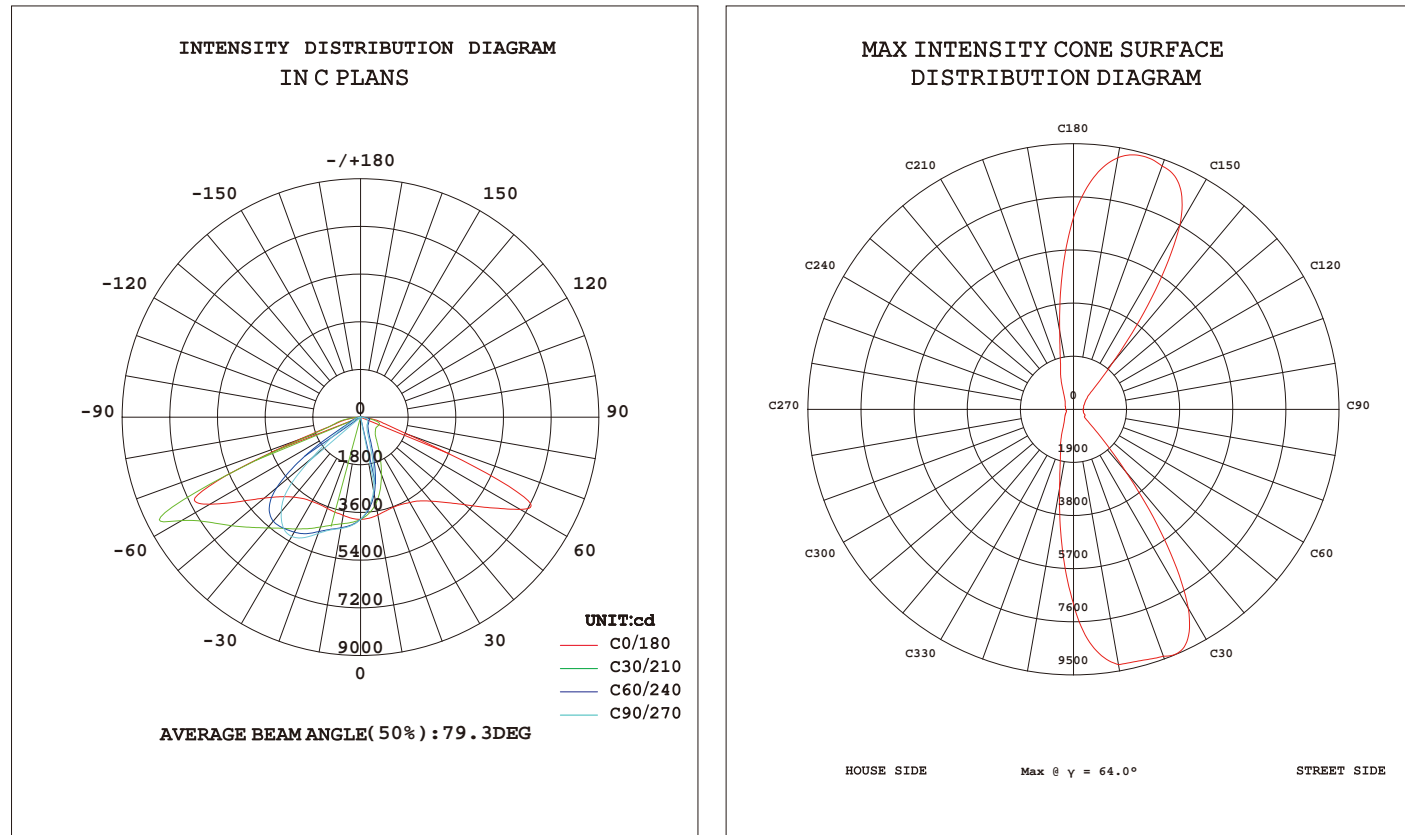 INTENSITY DISTRIBUTION DIAGRAM
IN C PLANS
-/+180
-150
150
-120
120
-90
0
90
1800
3600
-60
5400
60
7200
-30
30
9000
0
UNIT:cd
C0/180
C30/210
C60/240
C90/270
AVERAGE BEAM ANGLE(50%):79.3DEG
MAX INTENSITY CONE SURFACE
DISTRIBUTION DIAGRAM
C180
C210
C150
C240
C120
C270
0
C90
1900
3800
C300
5700
C60
7600
C330
9500
C30
HOUSE SIDE
Max @ γ = 64.0°
STREET SIDE